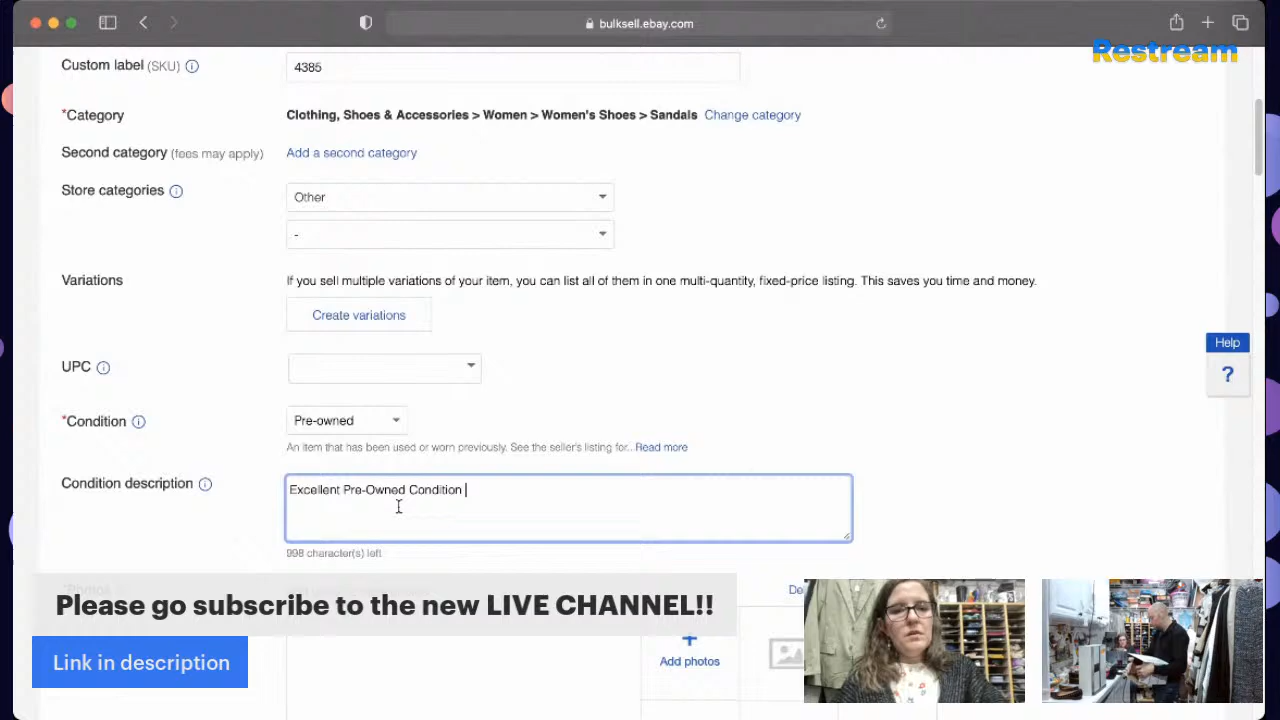 bulksell.ebay.com
Restream
Custom label (SKU)
4385
*Category
Clothing, Shoes & Accessories > Women > Women's Shoes > Sandals Change category
Second category (fees may apply)
Add a second category
Store categories
Other
-
Variations
If you sell multiple variations of your item, you can list all of them in one multi-quantity, fixed-price listing. This saves you time and money.
Create variations
Help
?
UPC
*Condition
Pre-owned
An item that has been used or worn previously. See the seller's listing for... Read more
Condition description
Excellent Pre-Owned Condition
998 character(s) left
*Photos
De
Please go subscribe to the new LIVE CHANNEL!!
Link in description
+
Add photos